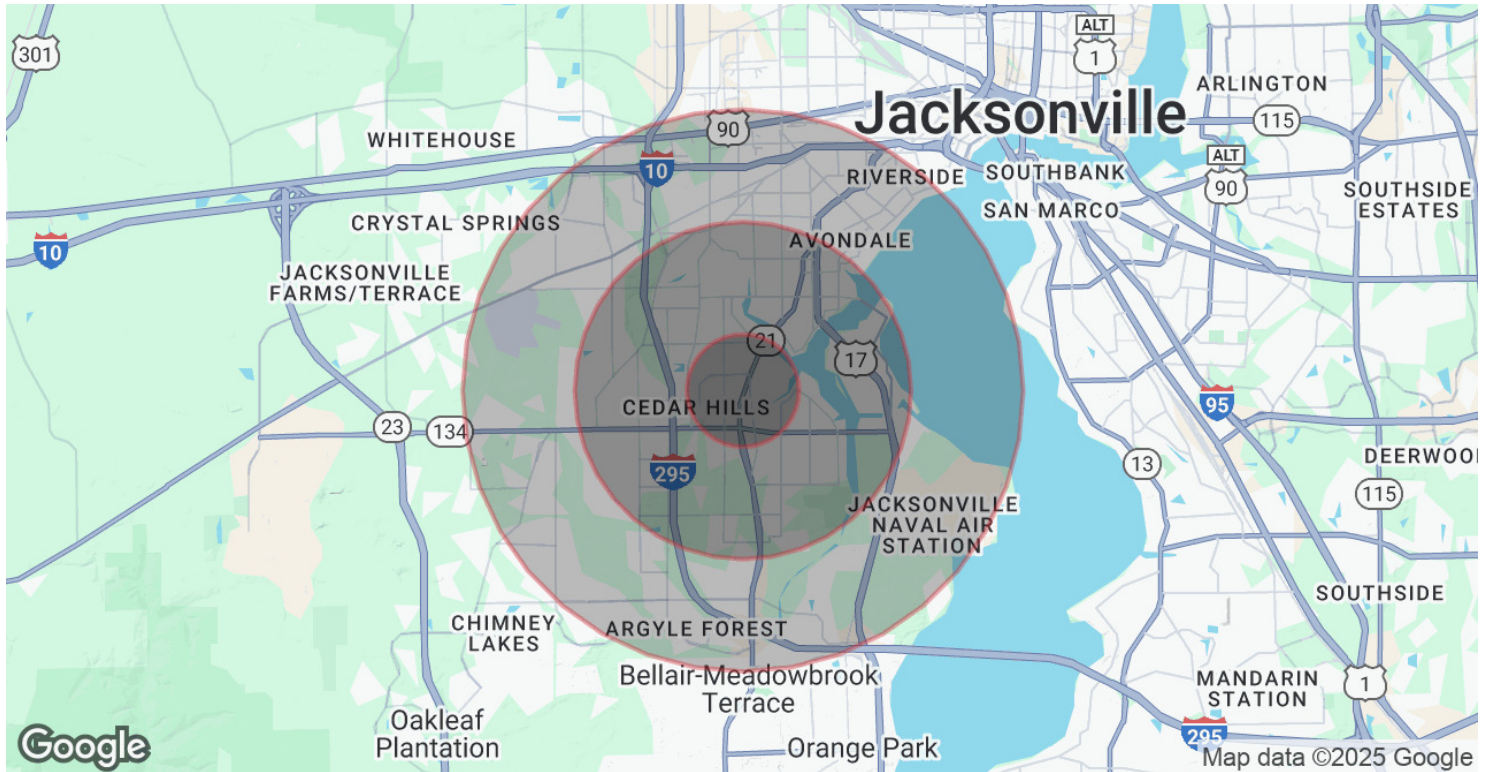 301
ALT
1
ARLINGTON
Jacksonville
115
90
WHITEHOUSE
10
ALT
90
RIVERSIDE
SOUTHBANK
SOUTHSIDE
ESTATES
SAN MARCO
CRYSTAL SPRINGS
10
AVONDALE
JACKSONVILLE
FARMS/TERRACE
21
17
CEDAR HILLS
95
23
134
295
13
DEERWOO
115
JACKSONVILLE
NAVAL AIR
STATION
SOUTHSIDE
CHIMNEY
LAKES
ARGYLE FOREST
Bellair-Meadowbrook
Terrace
MANDARIN
STATION
1
Oakleaf
Plantation
Orange Park
295
Google
Map data ©2025 Google